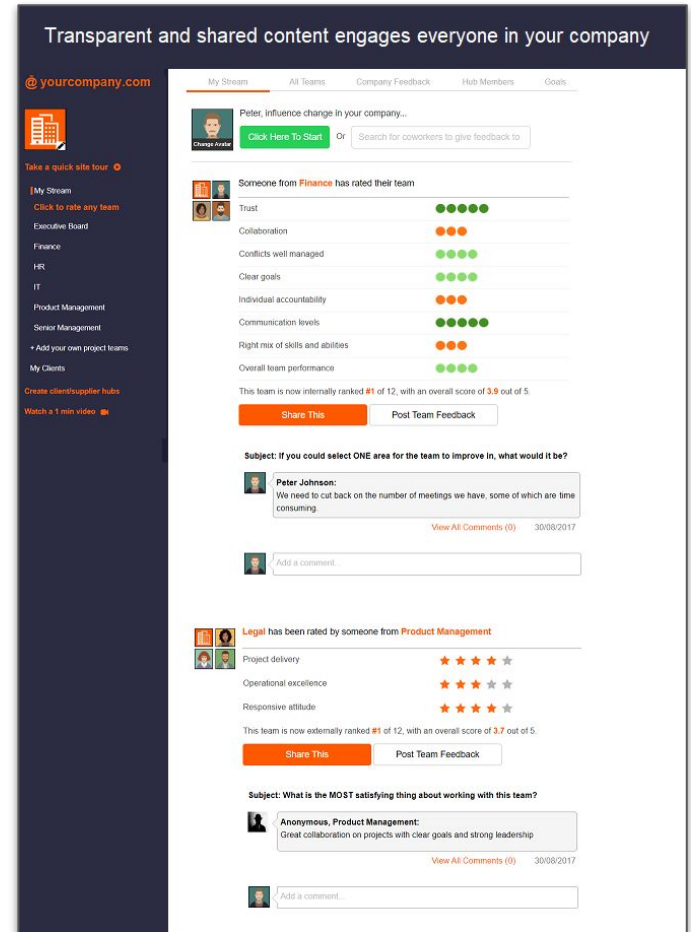 Transparent and shared content engages everyone in your company
@ yourcompany.com
Take a quick site tour
My Stream
Click to rate any team
Executive Board
Finance
HR
IT
Product Management
Senior Management
+ Add your own project teams
My Clients
Create client/supplier hubs
Watch a 1 min video
My Stream All Teams Company Feedback Hub Members Goals
Peter, influence change in your company...
Change Avatar
Click Here To Start Or Search for coworkers to give feedback to
Someone from Finance has rated their team
Trust
Collaboration
Conflicts well managed
Clear goals
Individual accountability
Communication levels
Right mix of skills and abilities
Overall team performance
This team is now internally ranked #1 of 12, with an overall score of 3.9 out of 5.
Share This Post Team Feedback
Subject: If you could select ONE area for the team to improve in, what would it be?
Peter Johnson:
We need to cut back on the number of meetings we have, some of which are time
consuming.
View All Comments (0) 30/08/2017
Add a comment...
Legal has been rated by someone from Product Management
Project delivery
Operational excellence
Responsive attitude
This team is now externally ranked #1 of 12, with an overall score of 3.7 out of 5.
Share This Post Team Feedback
Subject: What is the MOST satisfying thing about working with this team?
Anonymous, Product Management:
Great collaboration on projects with clear goals and strong leadership
View All Comments (0) 30/08/2017
Add a comment...